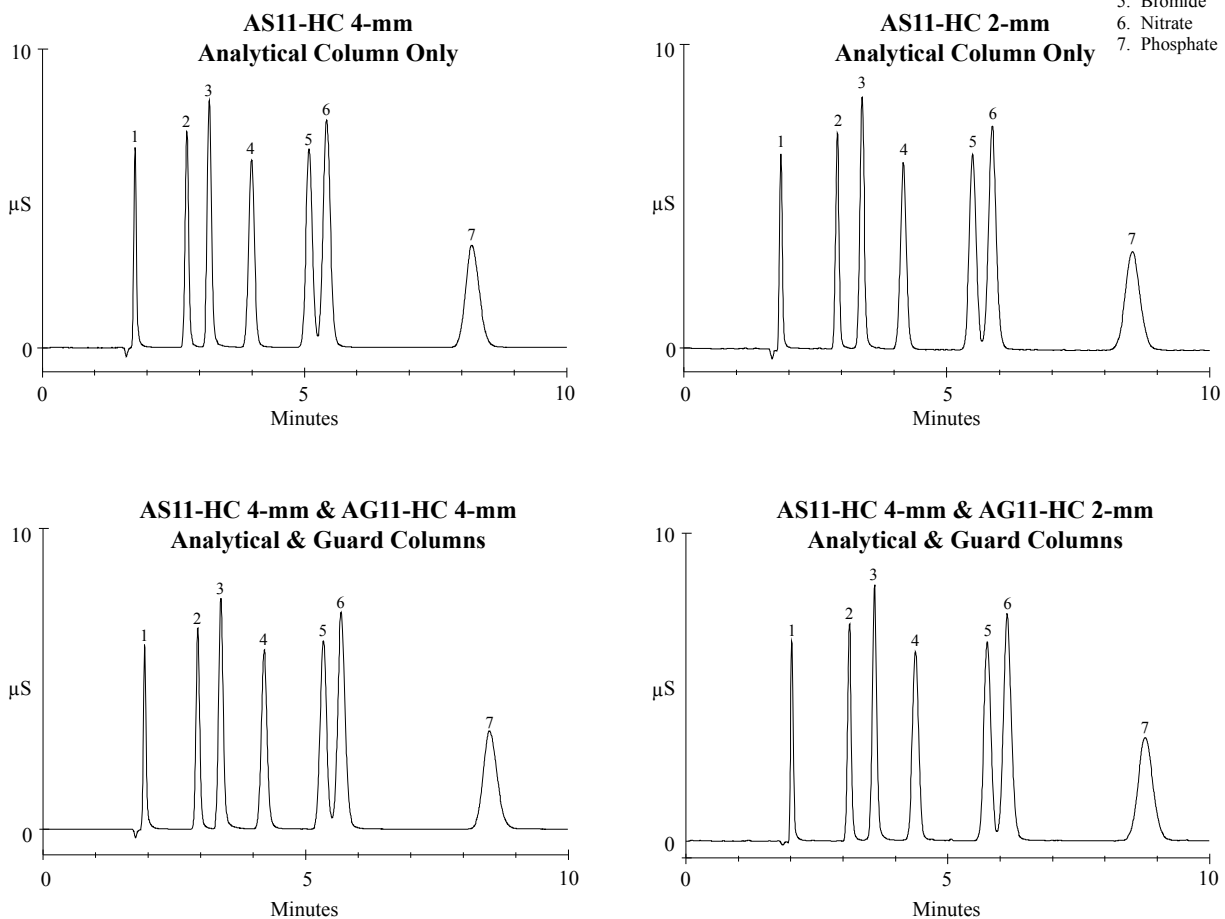 5. Bromide
6. Nitrate
7. Phosphate
AS11-HC 4-mm
Analytical Column Only
10
µS
0
1
2
3
4
5
6
7
0
5
10
Minutes
AS11-HC 2-mm
Analytical Column Only
10
µS
0
1
2
3
4
5
6
7
0
5
10
Minutes
AS11-HC 4-mm & AG11-HC 4-mm
Analytical & Guard Columns
10
µS
0
1
2
3
4
5
6
7
0
5
10
Minutes
AS11-HC 4-mm & AG11-HC 2-mm
Analytical & Guard Columns
10
µS
0
1
2
3
4
5
6
7
0
5
10
Minutes